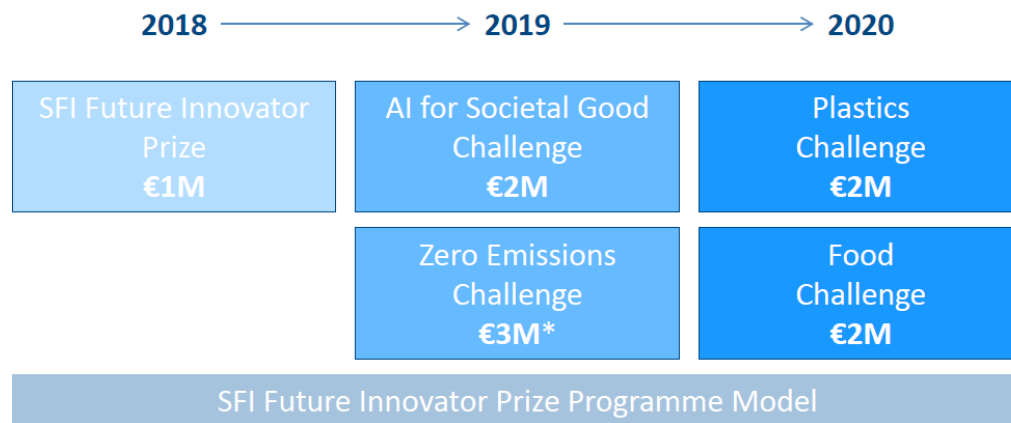 2018 2019 2020
SFI Future Innovator
Prize
€1M
AI for Societal Good
Challenge
€2M
Plastics
Challenge
€2M
Zero Emissions
Challenge
€3M*
Food
Challenge
€2M
SFI Future Innovator Prize Programme Model